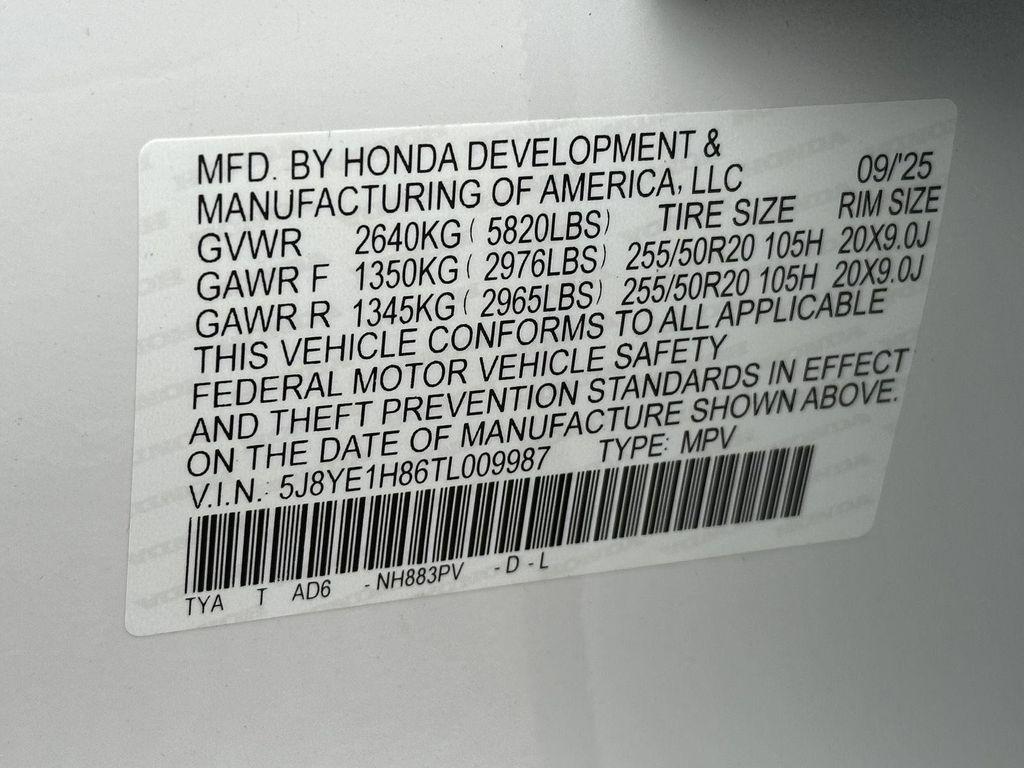 MFD. BY HONDA DEVELOPMENT &
MANUFACTURING OF AMERICA, LLC 09/'25
GVWR 2640KG ( 5820LBS) TIRE SIZE RIM SIZE
GAWR F 1350KG ( 2976LBS) 255/50R20 105H 20X9.0J
GAWR R 1345KG ( 2965LBS) 255/50R20 105H 20X9.0J
THIS VEHICLE CONFORMS TO ALL APPLICABLE
FEDERAL MOTOR VEHICLE SAFETY
AND THEFT PREVENTION STANDARDS IN EFFECT
ON THE DATE OF MANUFACTURE SHOWN ABOVE.
V.I.N.: 5J8YE1H86TL009987 TYPE: MPV
TYA T AD6 - NH883PV - D - L